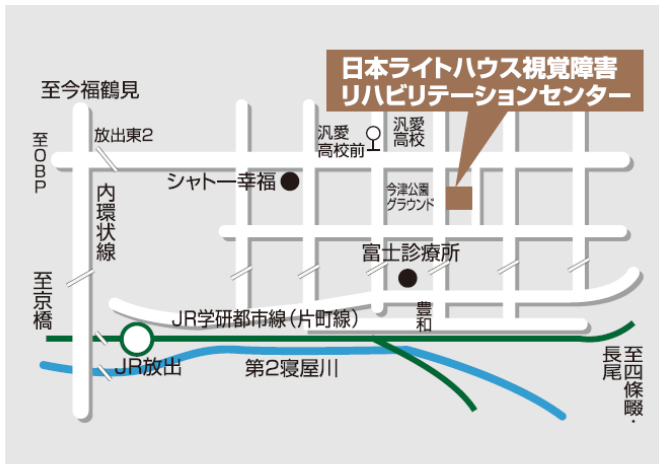 日本ライトハウス視覚障害
リハビリテーションセンター
至今福鶴見
放出東2
至OBP
汎愛
高校前
汎愛
高校
シャトー幸福
今津公園
グラウンド
内環状線
富士診療所
至京橋
豊和
JR学研都市線(片町線)
JR放出
第2寝屋川
至四條畷・
長尾